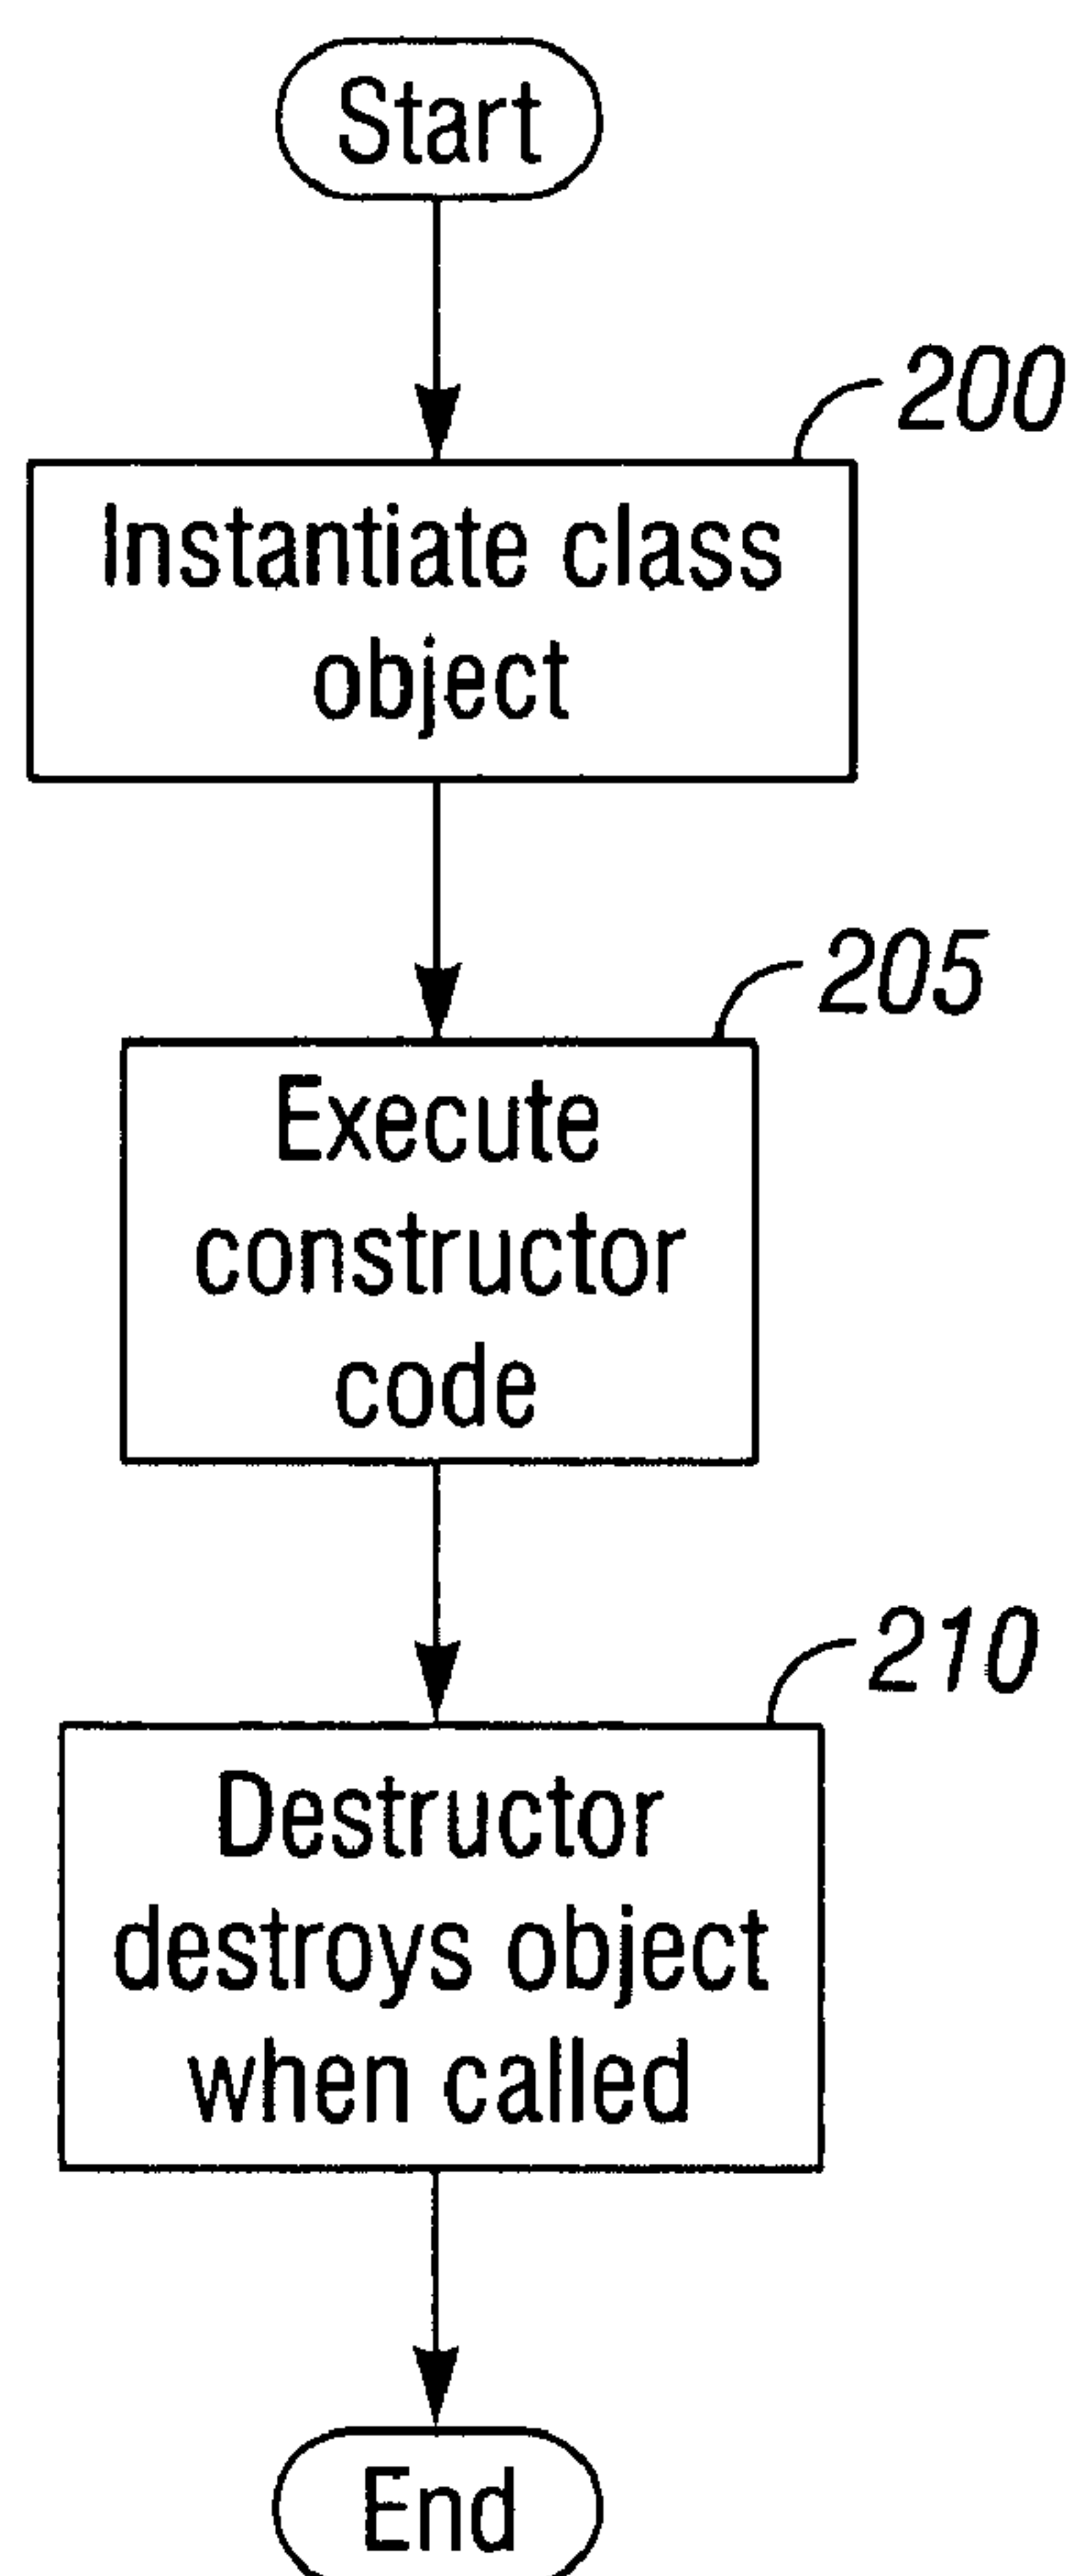 Start
200
Instantiate class
object
205
Execute
constructor
code
210
Destructor
destroys object
when called
End